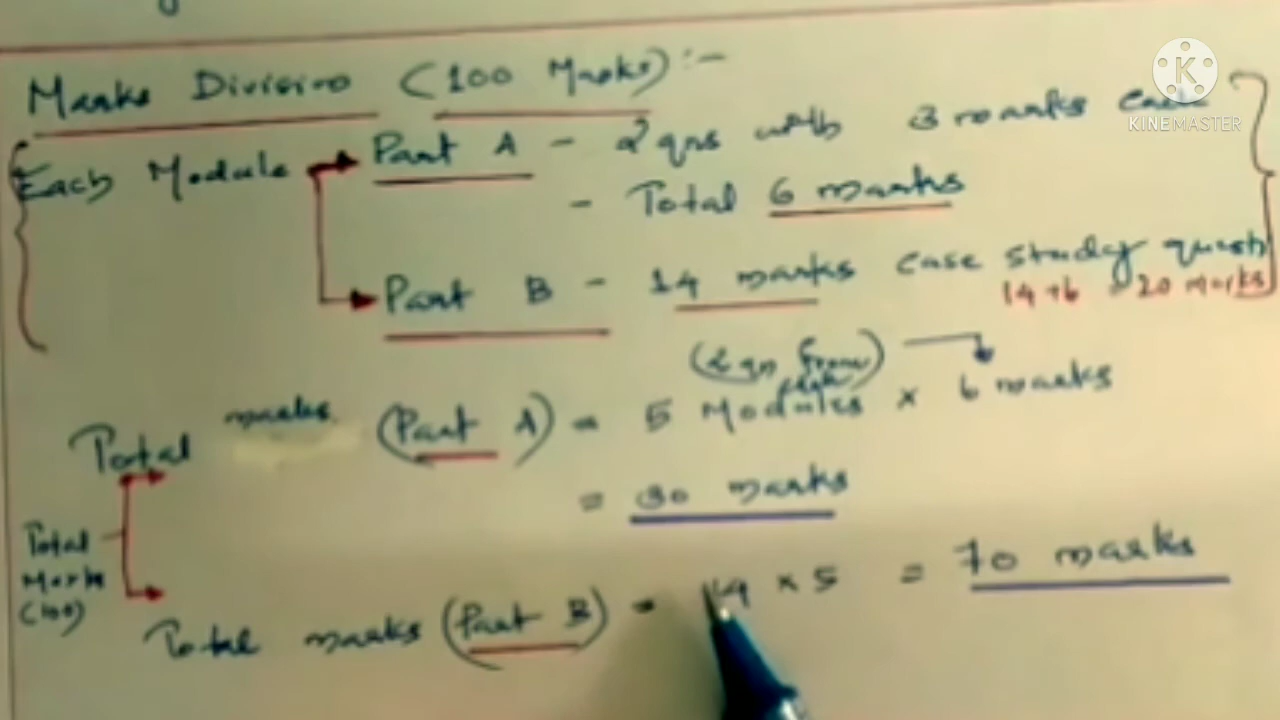 Marks Division (100 Marks) :-
Each Module
Part A - 2 qns with 3 marks each
- Total 6 marks
Part B - 14 marks case study questn
14 + 6 = 20 Marks
(2 qn from each)
Total marks (Part A) = 5 Modules × 6 marks
= 30 marks
Total Marks (100)
Total marks (Part B) = 14 × 5 = 70 marks
KINEMASTER